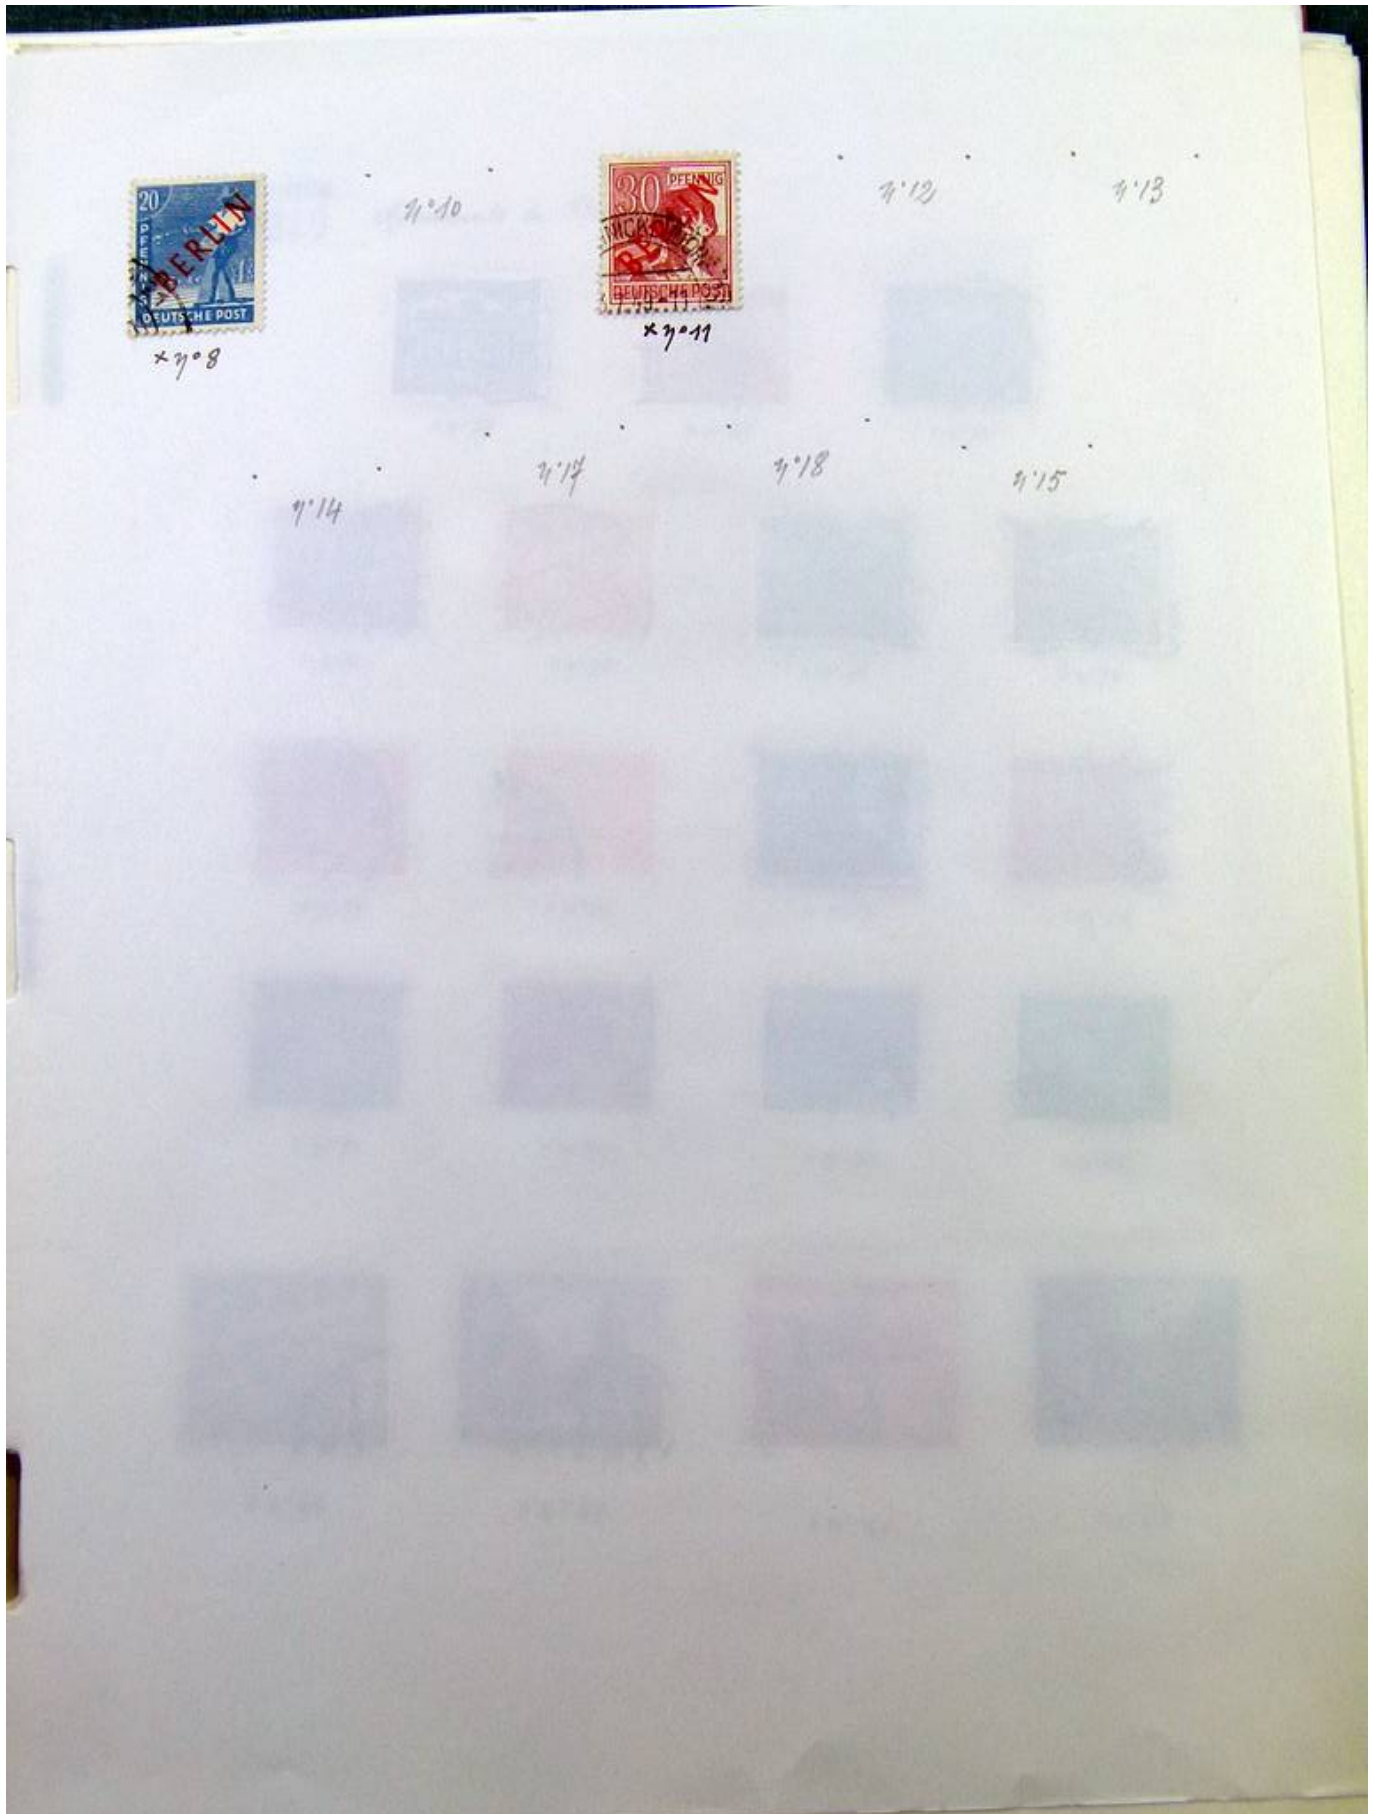 20
PFENNIG
BERLIN
DEUTSCHE POST
× n°8
n°10
30 PFENNIG
BERLIN
DEUTSCHE POST
× n°11
n°12
n°13
n°14
n°17
n°18
n°15